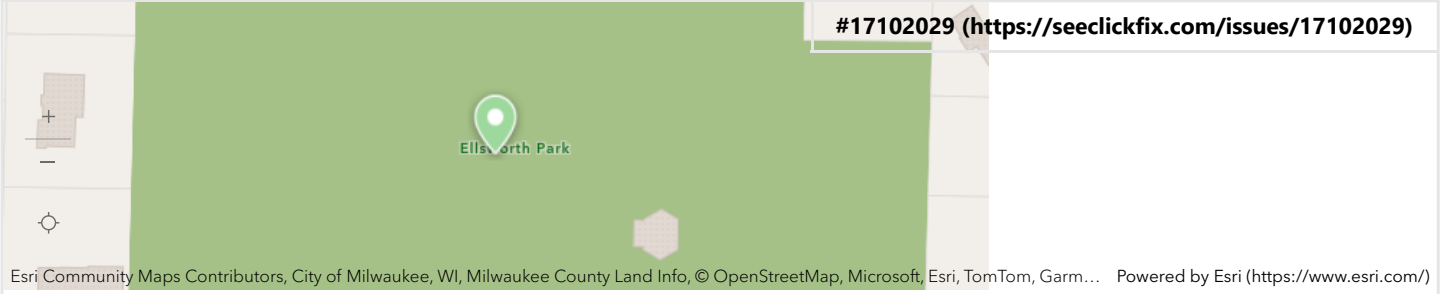 #17102029 (https://seeclickfix.com/issues/17102029)
+
Ellsworth Park
−
Esri Community Maps Contributors, City of Milwaukee, WI, Milwaukee County Land Info, © OpenStreetMap, Microsoft, Esri, TomTom, Garm… Powered by Esri (https://www.esri.com/)